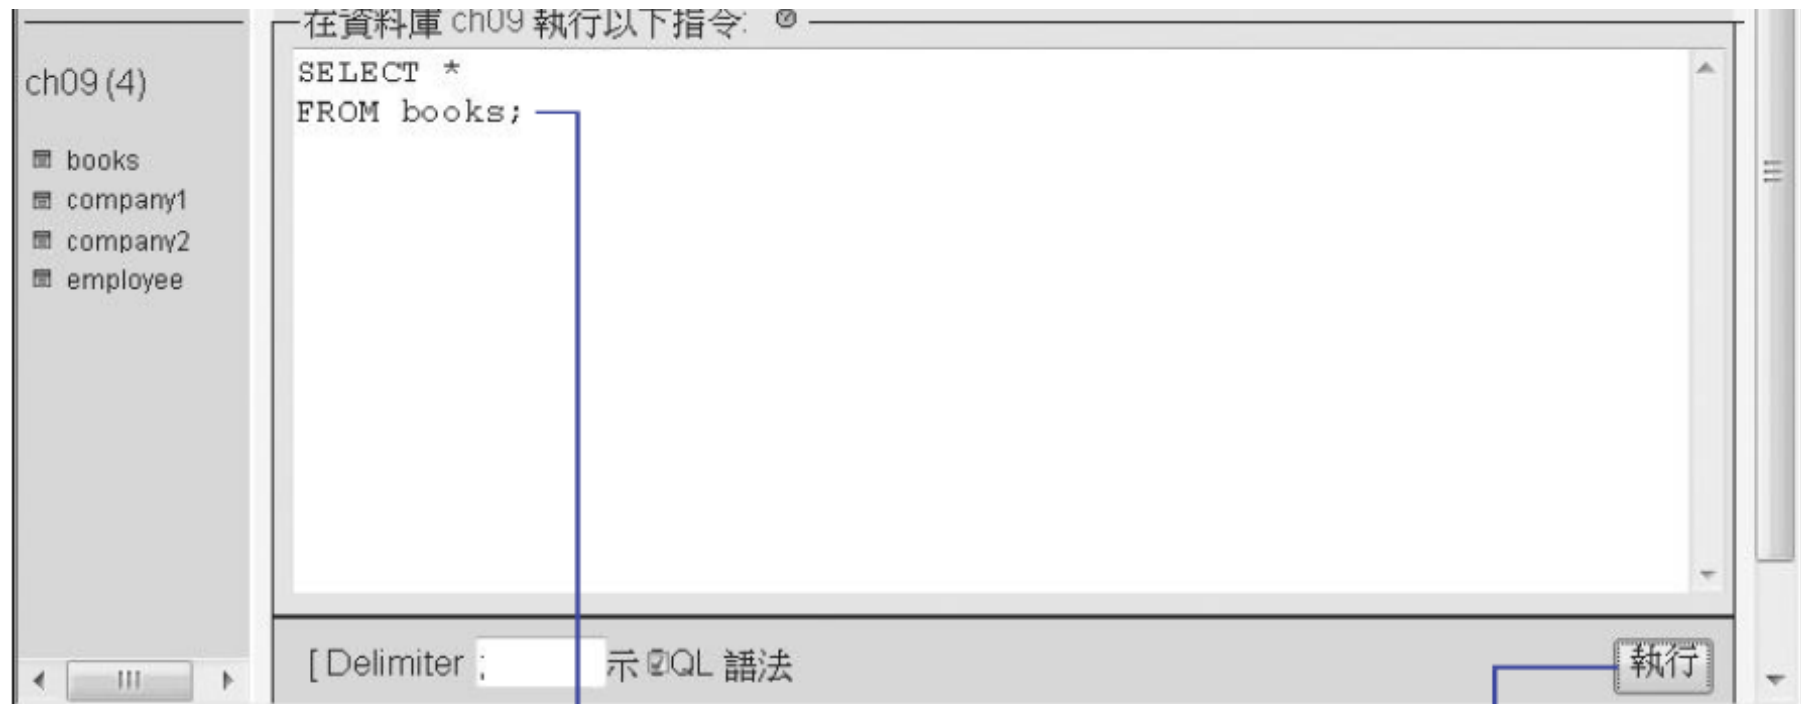 在資料庫 ch09 執行以下指令:
ch09 (4)
books
company1
company2
employee
SELECT *
FROM books;
[ Delimiter ;
示 QL 語法
執行